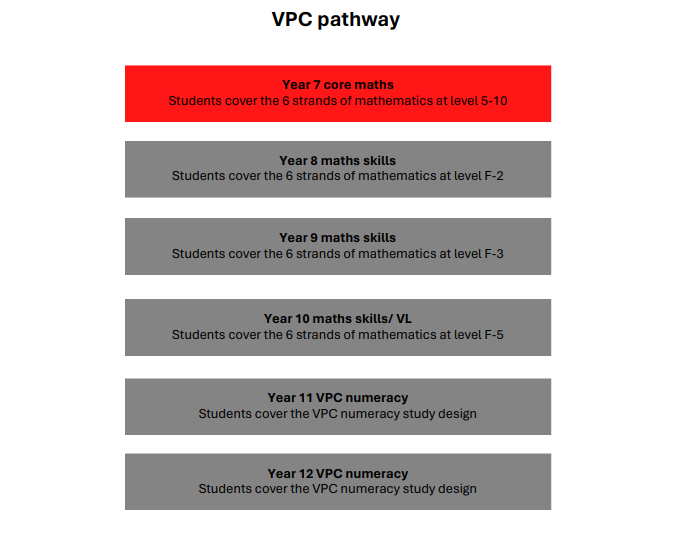 VPC pathway
Year 7 core maths
Students cover the 6 strands of mathematics at level 5-10
Year 8 maths skills
Students cover the 6 strands of mathematics at level F-2
Year 9 maths skills
Students cover the 6 strands of mathematics at level F-3
Year 10 maths skills/ VL
Students cover the 6 strands of mathematics at level F-5
Year 11 VPC numeracy
Students cover the VPC numeracy study design
Year 12 VPC numeracy
Students cover the VPC numeracy study design